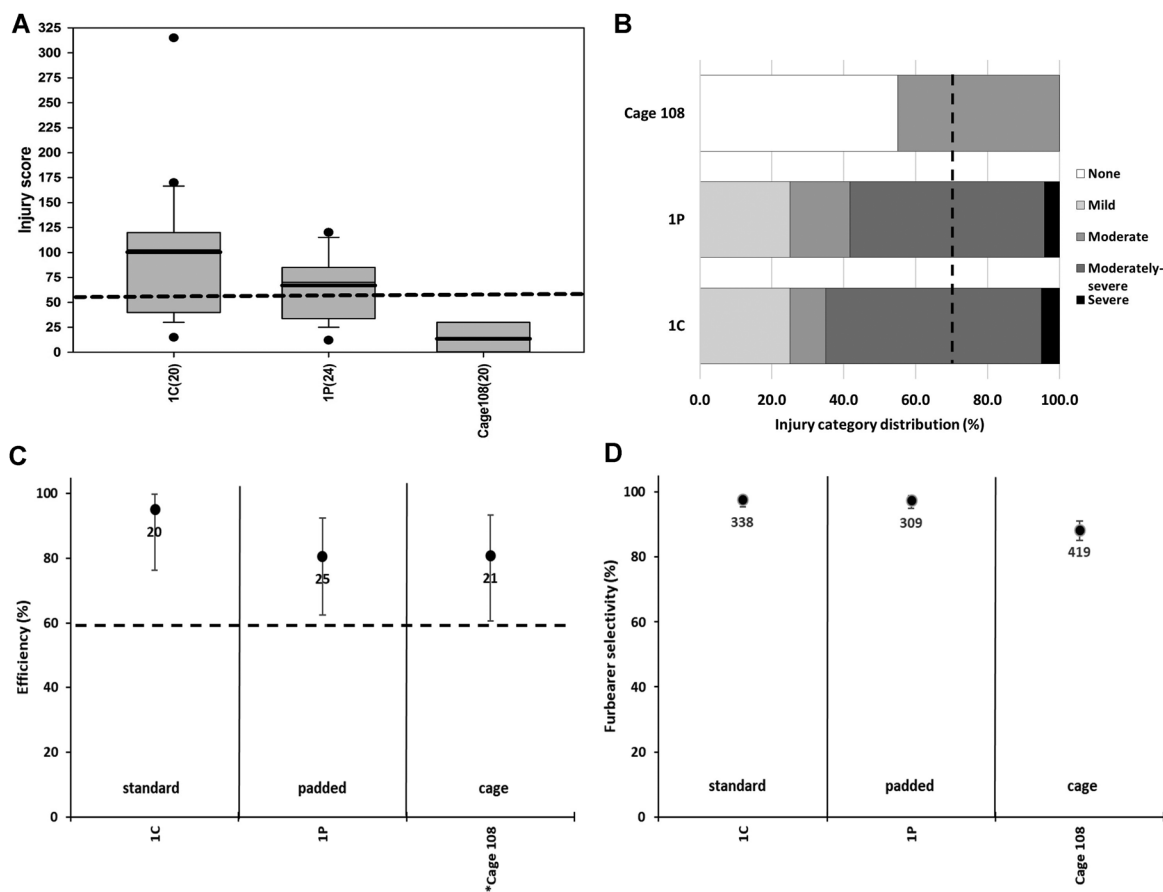 A
Injury score
325
300
275
250
225
200
175
150
125
100
75
50
25
0
1C(20)
1P(24)
Cage108(20)
B
Cage 108
1P
1C
0.0 20.0 40.0 60.0 80.0 100.0
Injury category distribution (%)
None
Mild
Moderate
Moderately-
severe
Severe
C
Efficiency (%)
100
80
60
40
20
0
20
25
21
standard padded cage
1C
1P
*Cage 108
D
Furbearer selectivity (%)
100
80
60
40
20
0
338
309
419
standard padded cage
1C
1P
Cage 108